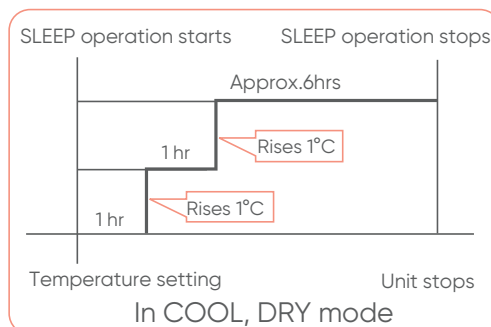 SLEEP operation starts
SLEEP operation stops
Approx.6hrs
Rises 1°C
1 hr
Rises 1°C
1 hr
Temperature setting
Unit stops
In COOL, DRY mode